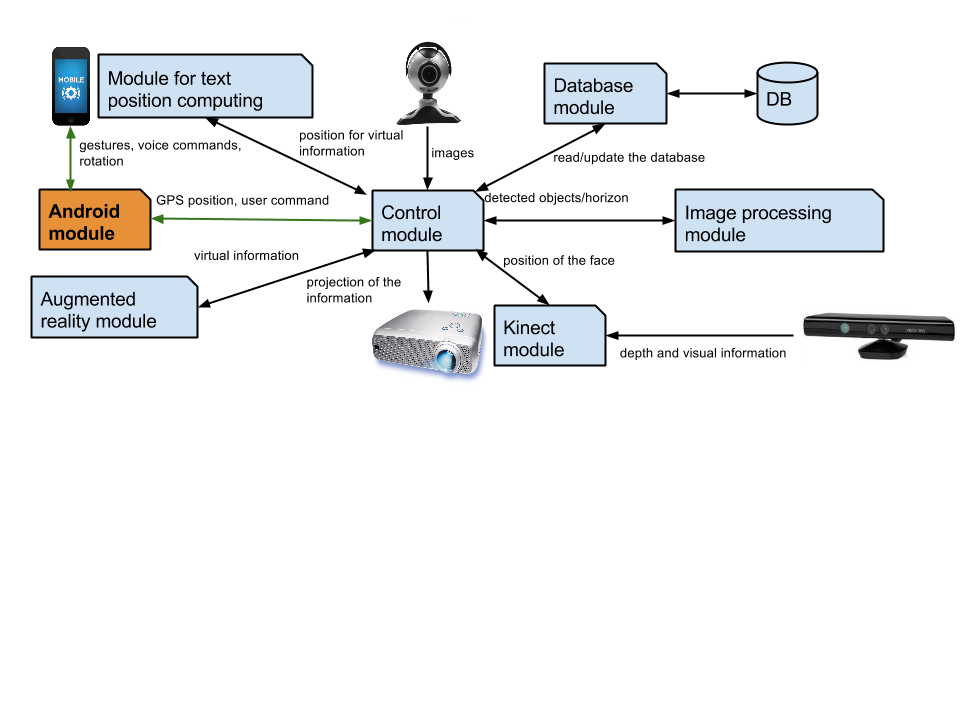 MOBILE
Module for text
position computing
Database
module
DB
gestures, voice commands,
rotation
position for virtual
information
images
read/update the database
Android
module
GPS position, user command
Control
module
detected objects/horizon
Image processing
module
virtual information
position of the face
Augmented
reality module
projection of the
information
Kinect
module
depth and visual information
XBOX 360